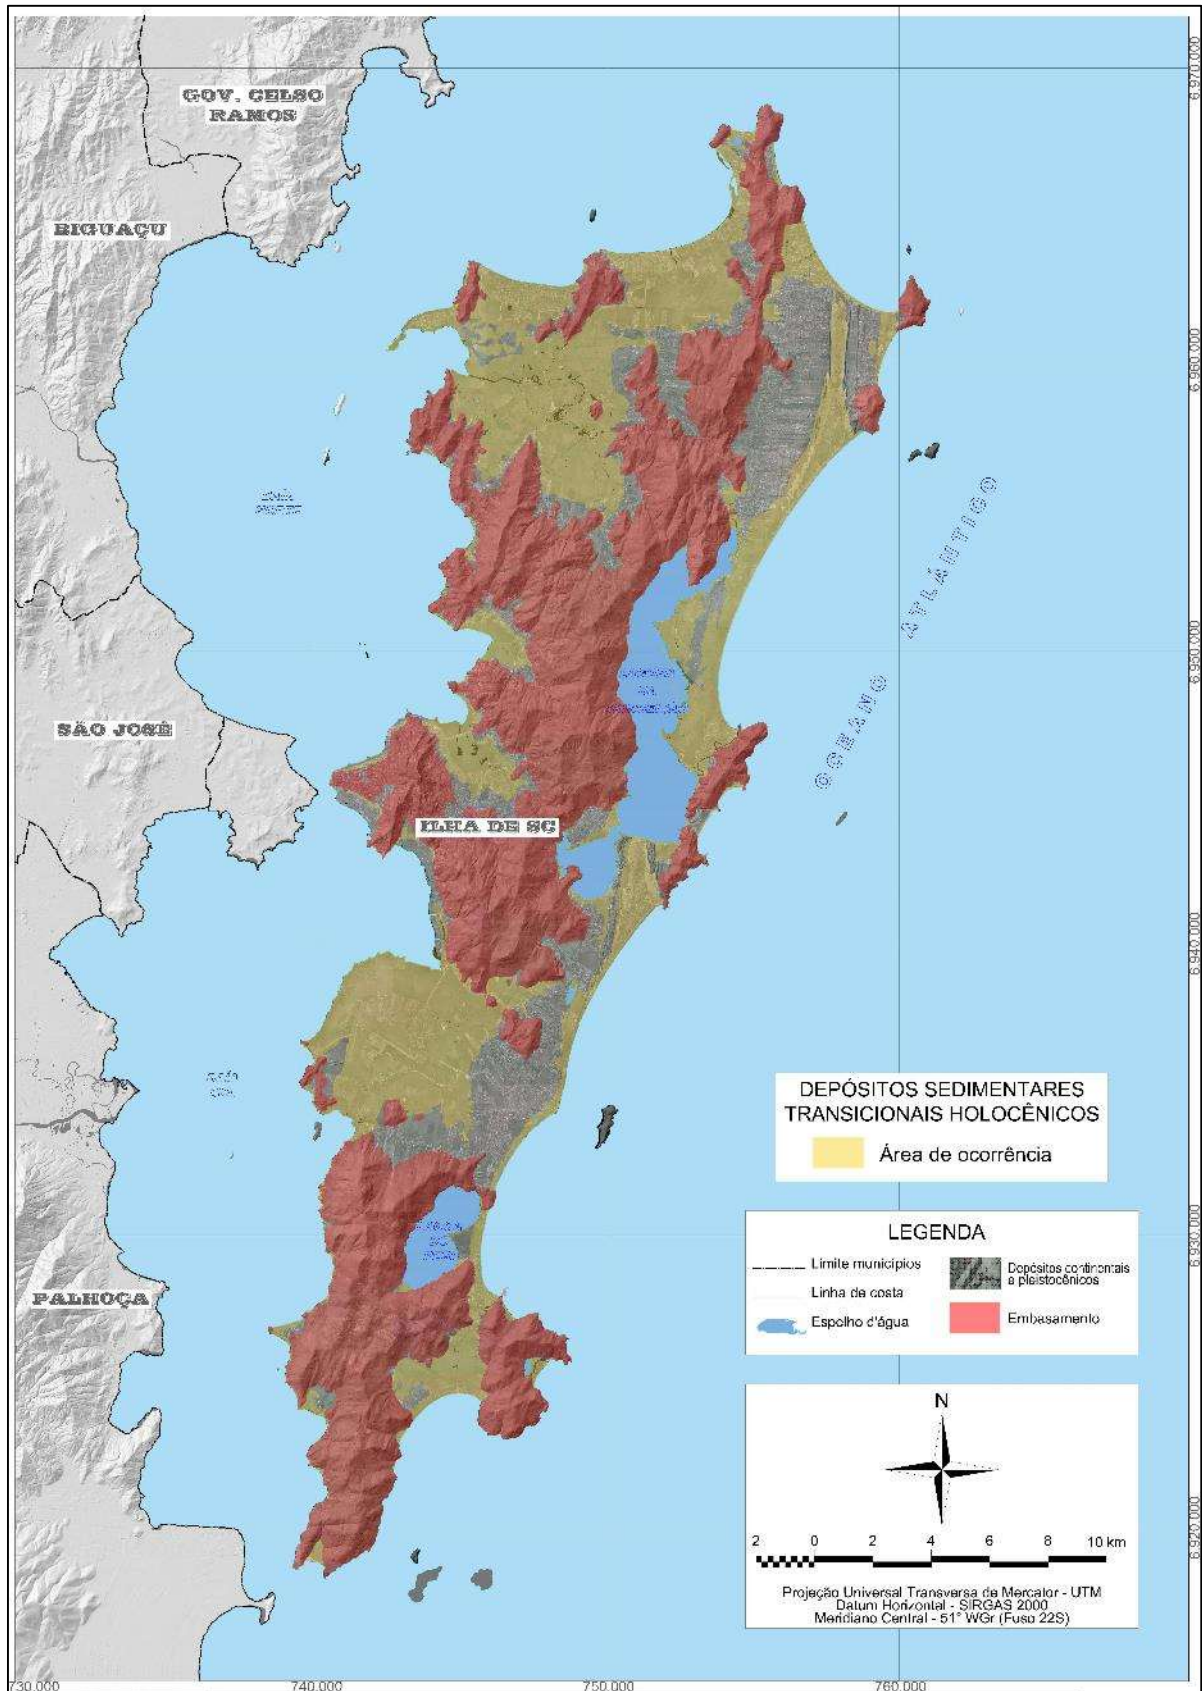 6.970.000
GOV. CELSO
RAMOS
BIGUAÇU
6.960.000
OCEANO ATLÂNTICO
6.950.000
SÃO JOSÉ
ILHA DE SC
6.940.000
DEPÓSITOS SEDIMENTARES
TRANSICIONAIS HOLOCÊNICOS
Área de ocorrência
6.930.000
LEGENDA
Limite municípios
Linha de costa
Espelho d'água
Depósitos continentais
a pleistocênicos
Embasamento
PALHOÇA
N
6.920.000
2 0 2 4 6 8 10 km
Projeção Universal Transversa de Mercator - UTM
Datum Horizontal - SIRGAS 2000
Meridiano Central - 51° WGr (Fuso 22S)
730.000 740.000 750.000 760.000